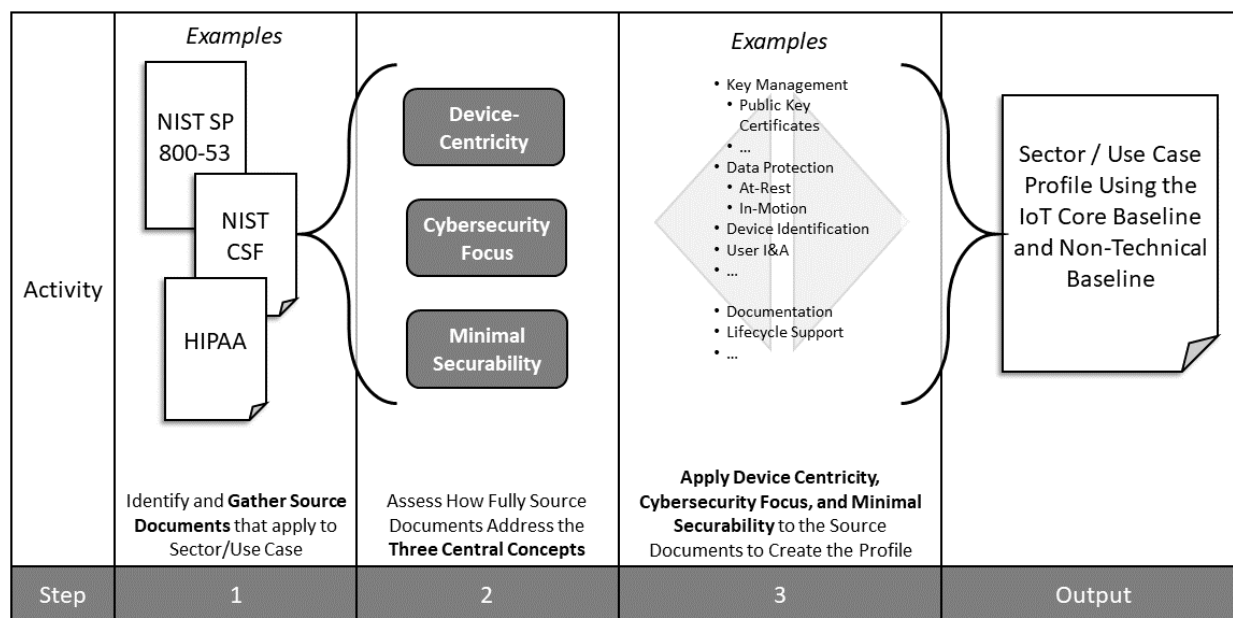 Activity
Examples
NIST SP
800-53
NIST
CSF
HIPAA
Identify and Gather Source
Documents that apply to
Sector/Use Case
Device-
Centricity
Cybersecurity
Focus
Minimal
Securability
Assess How Fully Source
Documents Address the
Three Central Concepts
Examples
• Key Management
• Public Key
Certificates
• ...
• Data Protection
• At-Rest
• In-Motion
• Device Identification
• User I&A
• ...
• Documentation
• Lifecycle Support
• ...
Apply Device Centricity,
Cybersecurity Focus, and Minimal
Securability to the Source
Documents to Create the Profile
Sector / Use Case
Profile Using the
IoT Core Baseline
and Non-Technical
Baseline
Step
1
2
3
Output